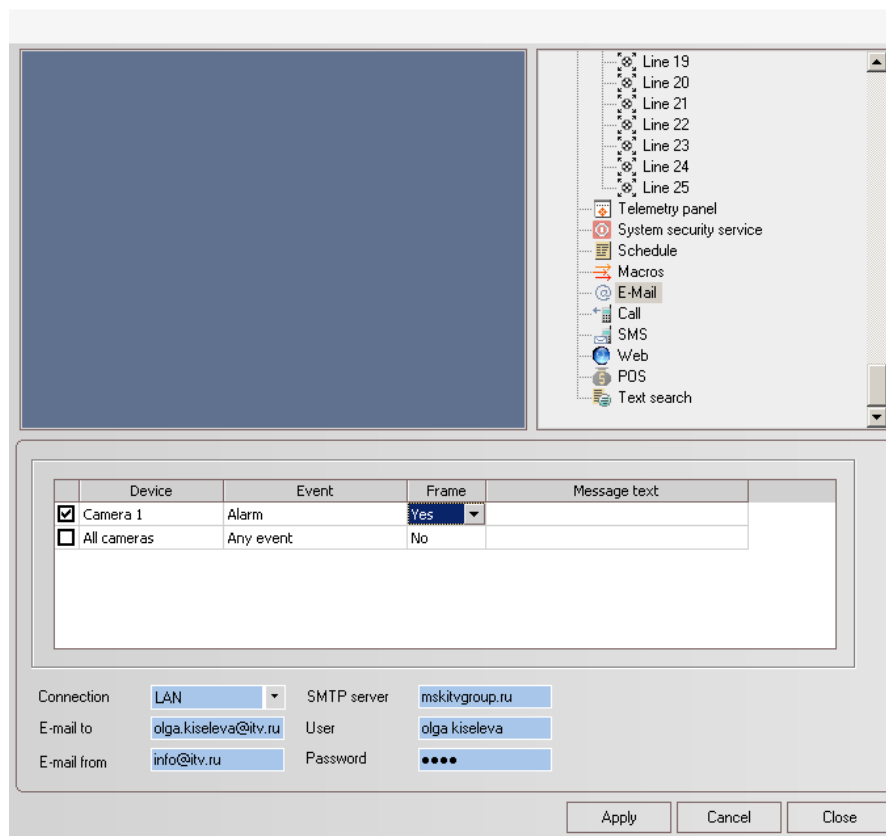 Line 19
Line 20
Line 21
Line 22
Line 23
Line 24
Line 25
Telemetry panel
System security service
Schedule
Macros
E-Mail
Call
SMS
Web
POS
Text search
Device Event Frame Message text
Camera 1 Alarm Yes
All cameras Any event No
Connection LAN SMTP server mskitvgroup.ru
E-mail to olga.kiseleva@itv.ru User olga kiseleva
E-mail from info@itv.ru Password ●●●●
Apply Cancel Close